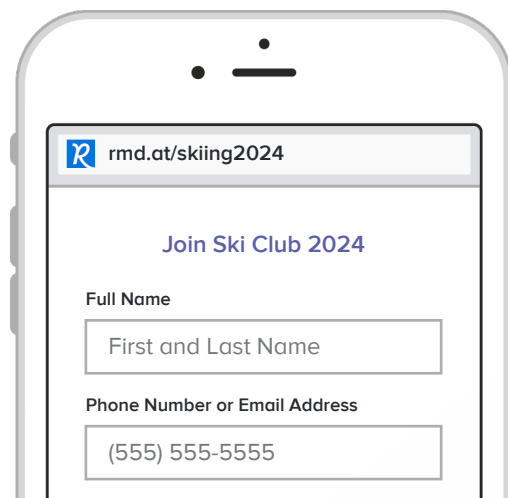 R rmd.at/skiing2024
Join Ski Club 2024
Full Name
First and Last Name
Phone Number or Email Address
(555) 555-5555